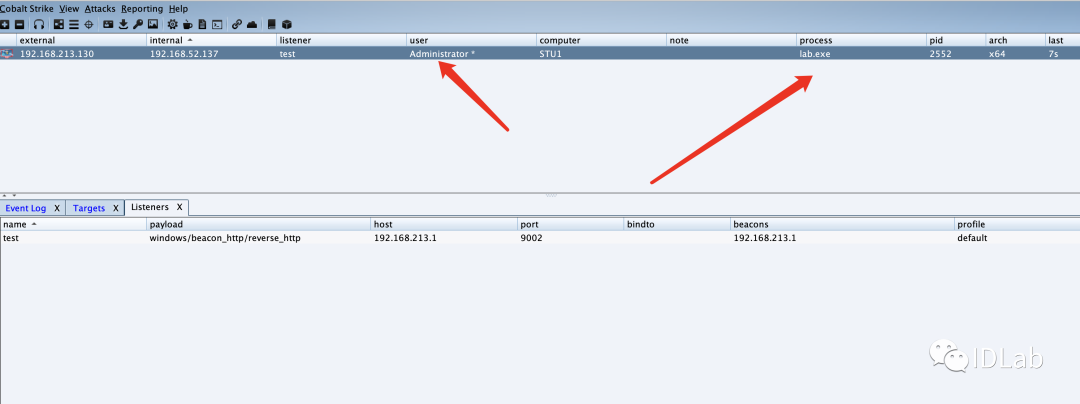 Cobalt Strike View Attacks Reporting Help
external internal listener user computer note process pid arch last
192.168.213.130 192.168.52.137 test Administrator * STU1 lab.exe 2552 x64 7s
Event Log X Targets X Listeners X
name payload host port bindto beacons profile
test windows/beacon_http/reverse_http 192.168.213.1 9002 192.168.213.1 default
IDLab